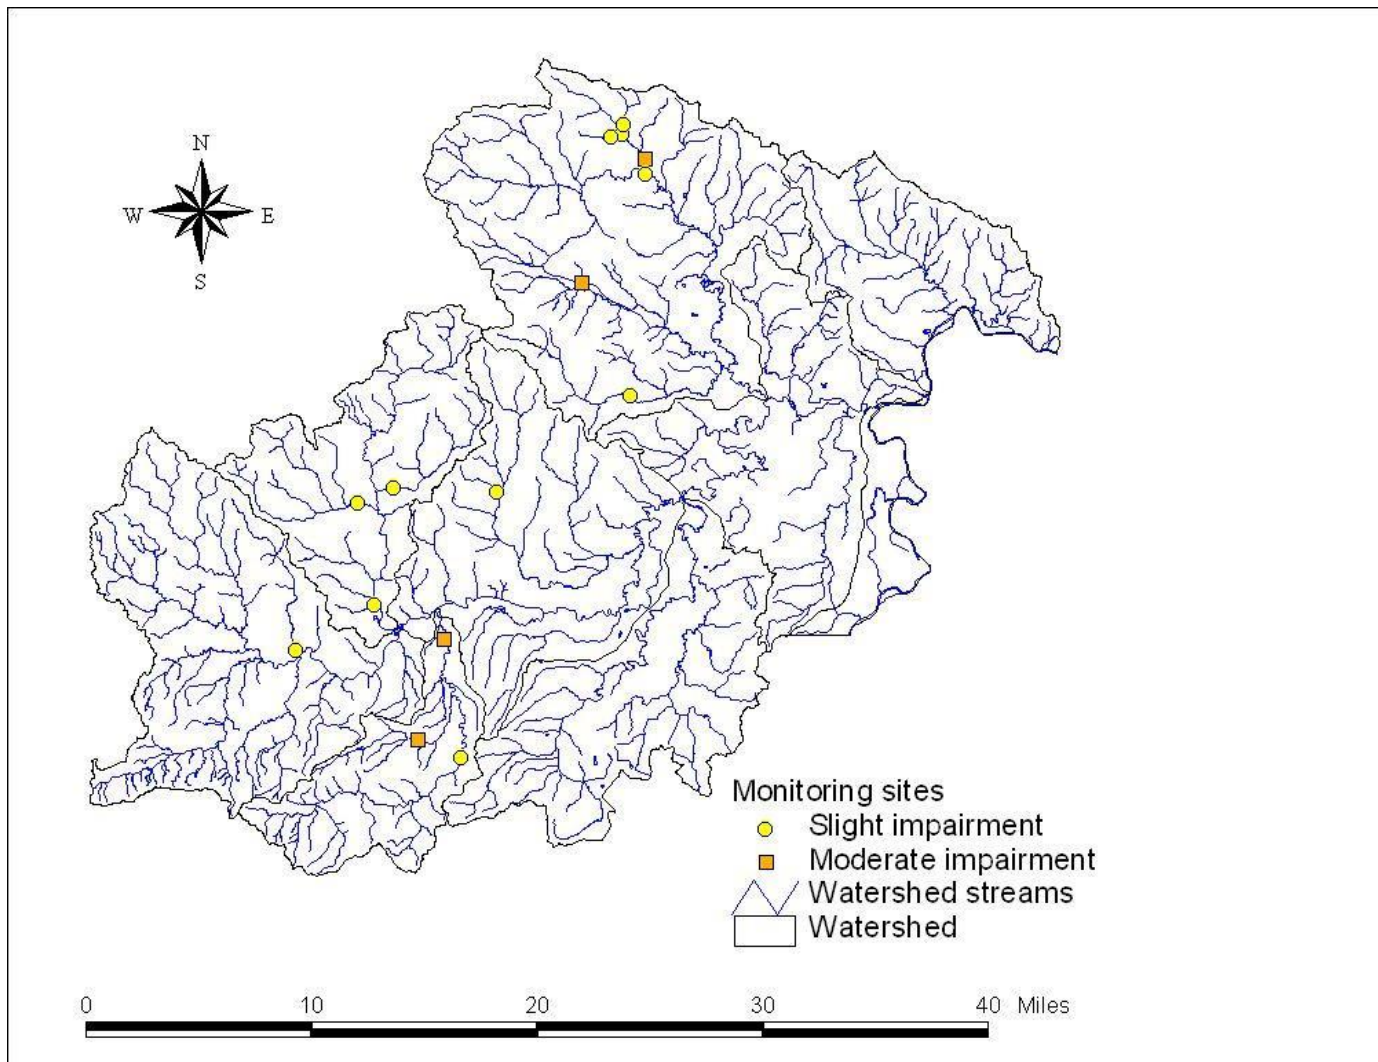 N
W E
S
Monitoring sites
Slight impairment
Moderate impairment
Watershed streams
Watershed
0 10 20 30 40 Miles